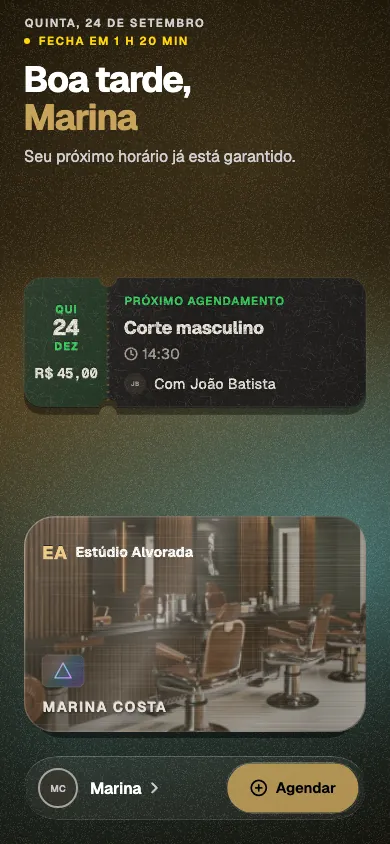 QUINTA, 24 DE SETEMBRO
FECHA EM 1 H 20 MIN
Boa tarde,
Marina
Seu próximo horário já está garantido.
QUI
24
DEZ
R$ 45,00
PRÓXIMO AGENDAMENTO
Corte masculino
14:30
JB
Com João Batista
EA Estúdio Alvorada
MARINA COSTA
MC
Marina
Agendar